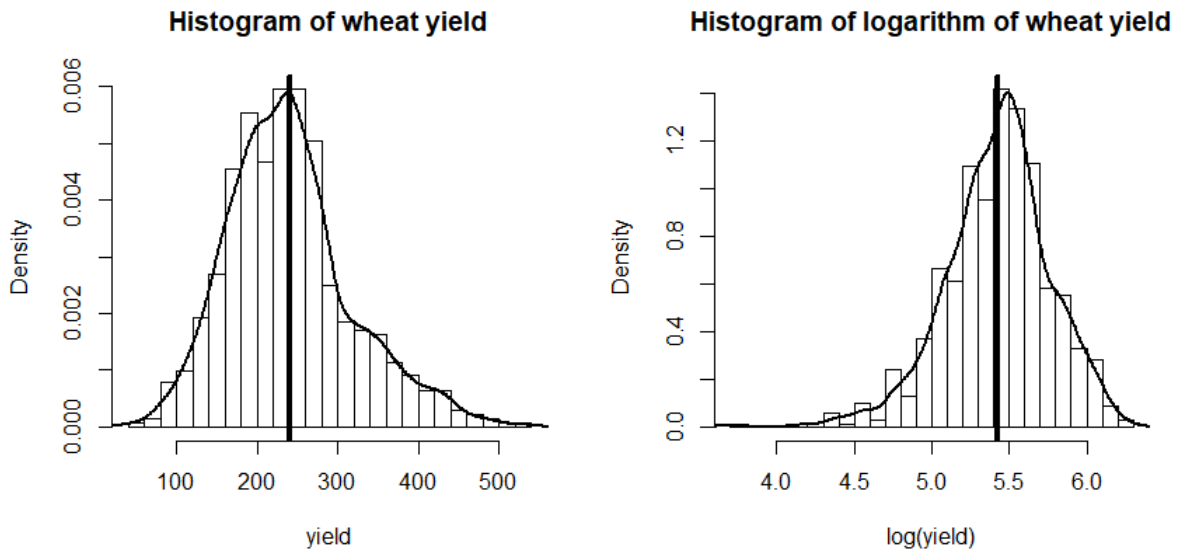 Histogram of wheat yield
Density
0.000 0.002 0.004 0.006
100 200 300 400 500
yield
Histogram of logarithm of wheat yield
Density
0.0 0.4 0.8 1.2
4.0 4.5 5.0 5.5 6.0
log(yield)